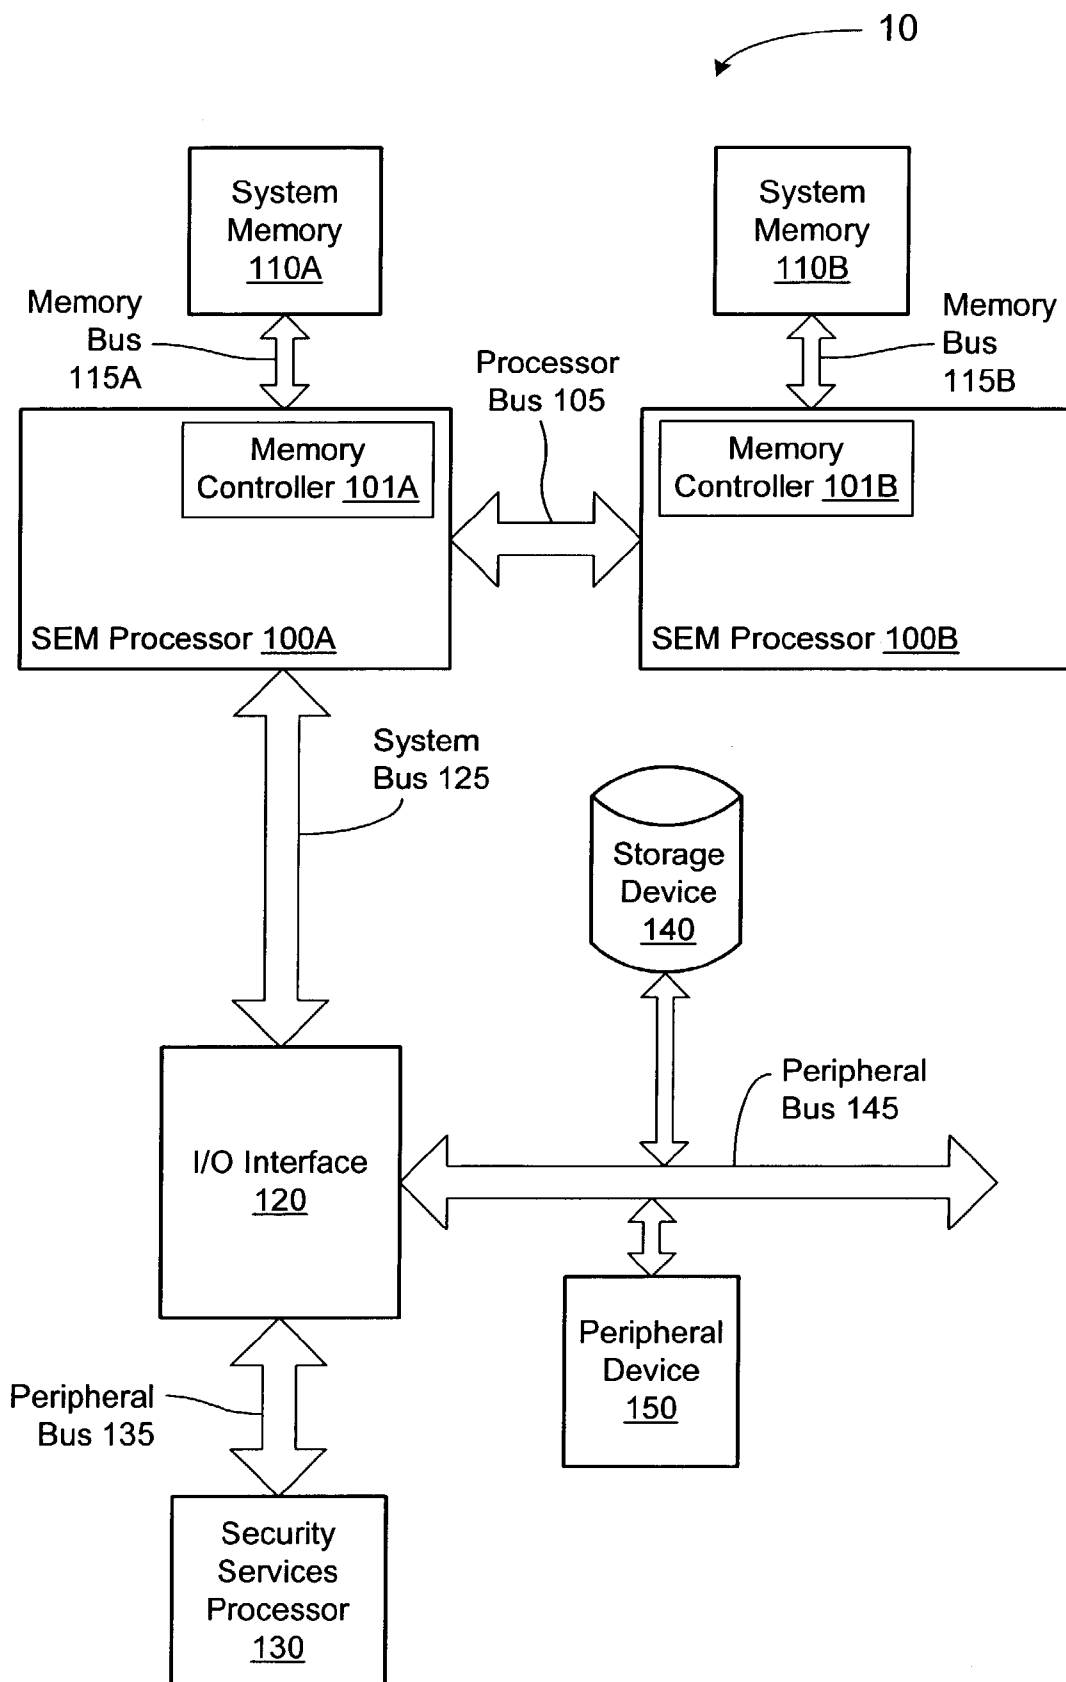 10
System
Memory
110A
System
Memory
110B
Memory
Bus
115A
Processor
Bus 105
Memory
Bus
115B
Memory
Controller 101A
Memory
Controller 101B
SEM Processor 100A
SEM Processor 100B
System
Bus 125
Storage
Device
140
Peripheral
Bus 145
I/O Interface
120
Peripheral
Device
150
Peripheral
Bus 135
Security
Services
Processor
130